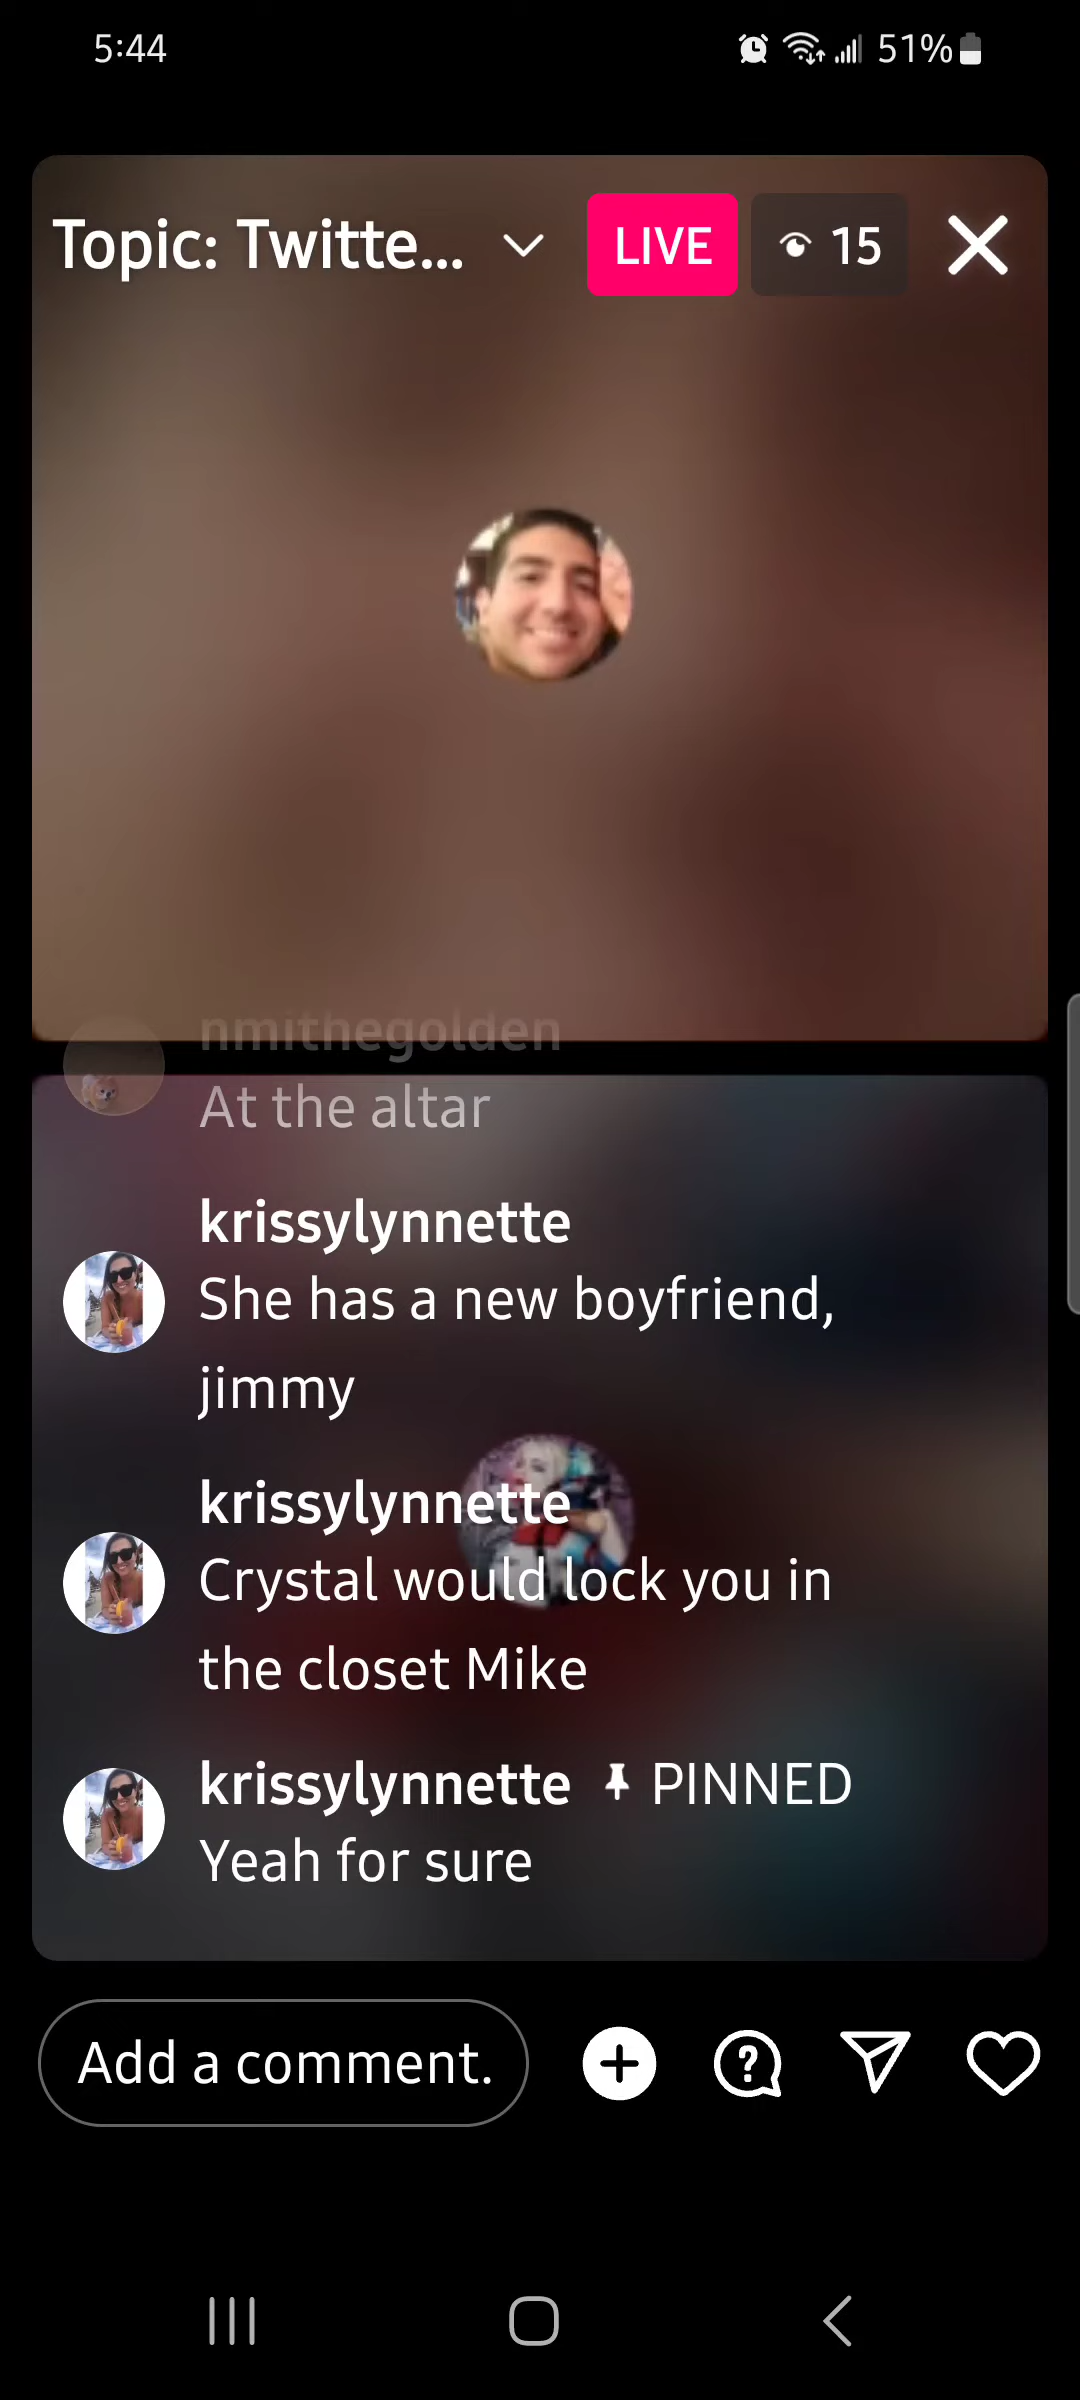 5:44
51%
Topic: Twitte...
LIVE
15
nmithegolden
At the altar
krissylynnette
She has a new boyfriend,
jimmy
krissylynnette
Crystal would lock you in
the closet Mike
krissylynnette PINNED
Yeah for sure
Add a comment.